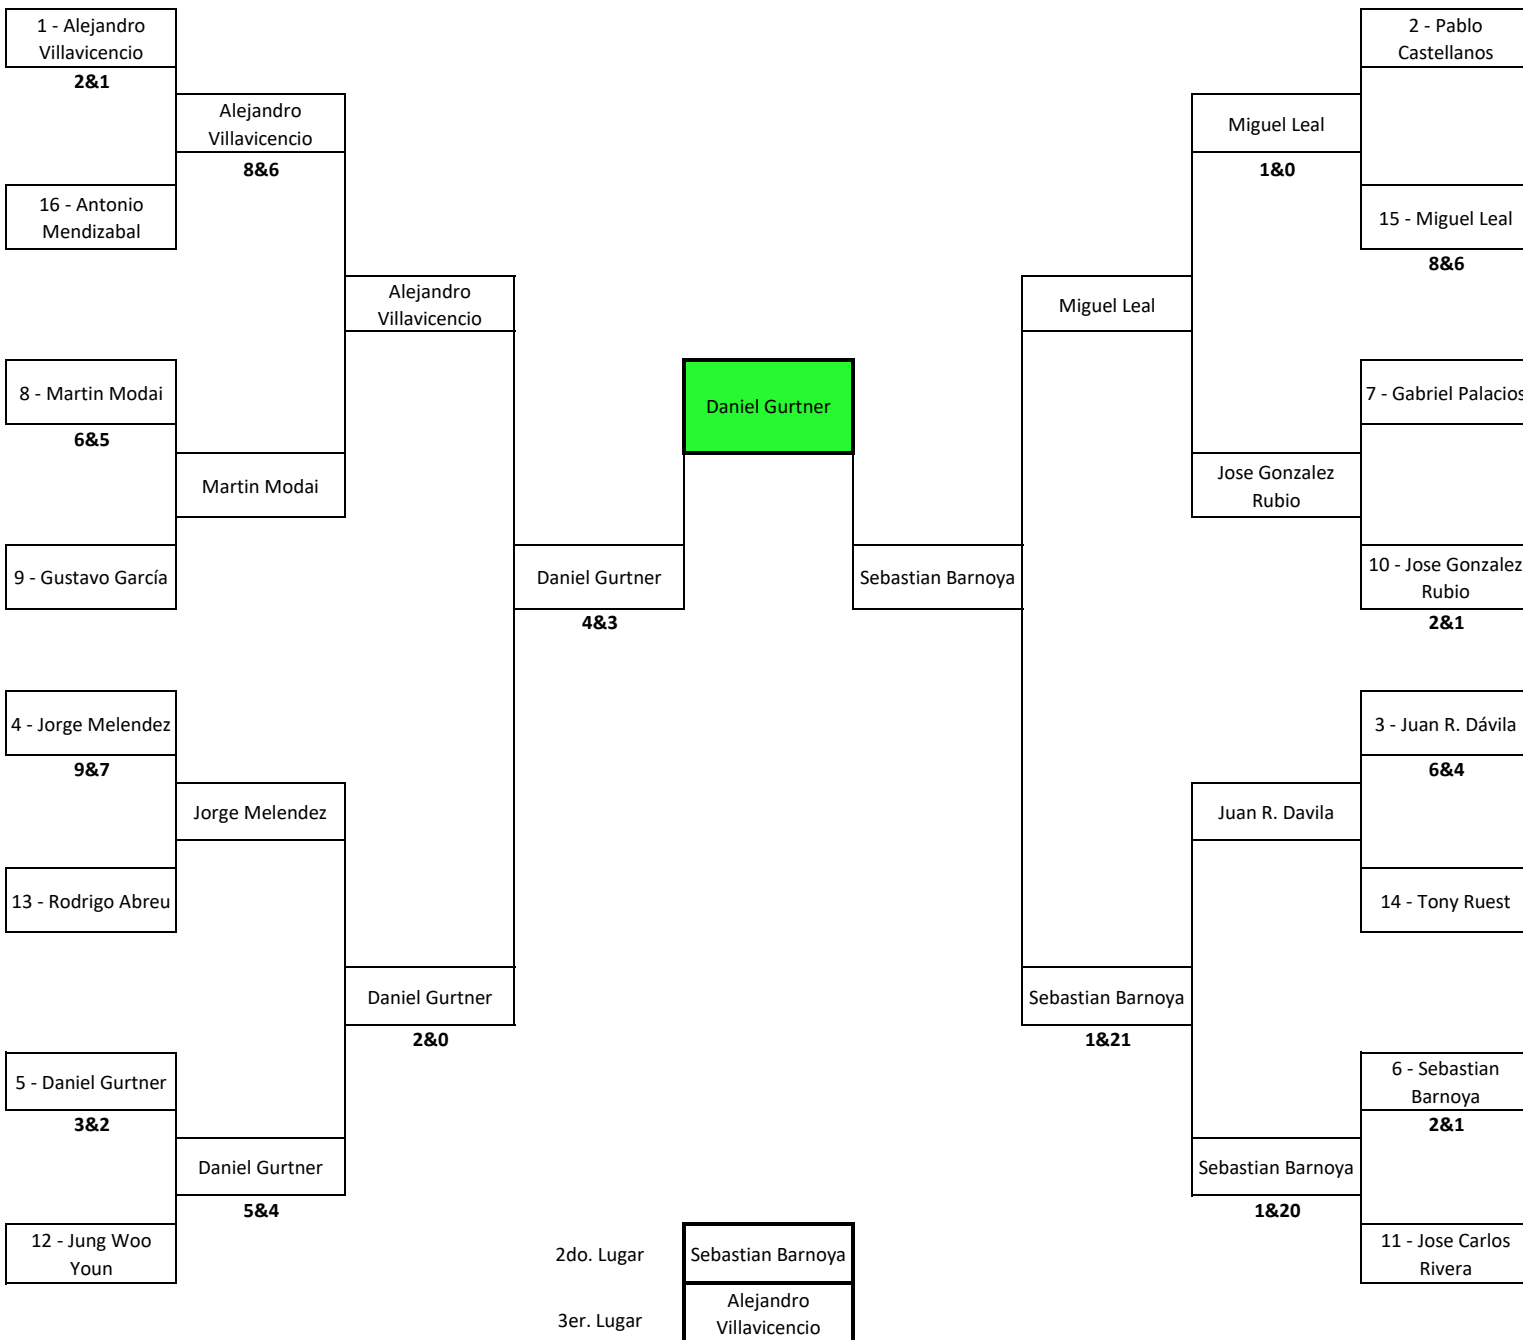 1 - Alejandro
Villavicencio
2&1
16 - Antonio
Mendizabal
8 - Martin Modai
6&5
9 - Gustavo García
4 - Jorge Melendez
9&7
13 - Rodrigo Abreu
5 - Daniel Gurtner
3&2
12 - Jung Woo
Youn
Alejandro
Villavicencio
8&6
Martin Modai
Jorge Melendez
Daniel Gurtner
5&4
Alejandro
Villavicencio
Daniel Gurtner
2&0
Daniel Gurtner
4&3
Daniel Gurtner
Sebastian Barnoya
Miguel Leal
Sebastian Barnoya
1&21
Miguel Leal
1&0
Jose Gonzalez
Rubio
Juan R. Davila
Sebastian Barnoya
1&20
2 - Pablo
Castellanos
15 - Miguel Leal
8&6
7 - Gabriel Palacios
10 - Jose Gonzalez
Rubio
2&1
3 - Juan R. Dávila
6&4
14 - Tony Ruest
6 - Sebastian
Barnoya
2&1
11 - Jose Carlos
Rivera
2do. Lugar
Sebastian Barnoya
3er. Lugar
Alejandro
Villavicencio